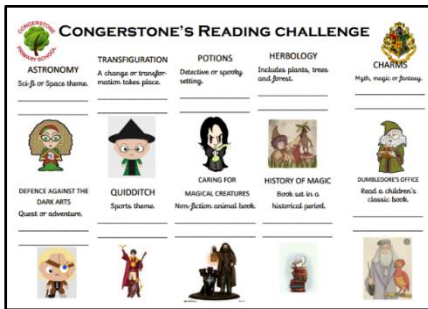 CONGERSTONE PRIMARY SCHOOL
CONGERSTONE'S READING CHALLENGE
ASTRONOMY
Sci-fi or Space theme.
TRANSFIGURATION
A change or transfor-
mation takes place.
POTIONS
Detective or spooky
setting.
HERBOLOGY
Includes plants, trees
and forest.
CHARMS
Myth, magic or fantasy.
DEFENCE AGAINST THE
DARK ARTS
Quest or adventure.
QUIDDITCH
Sports theme.
CARING FOR
MAGICAL CREATURES
Non-fiction animal book.
HISTORY OF MAGIC
Book set in a
historical period.
DUMBLEDORE'S OFFICE
Read a children's
classic book.